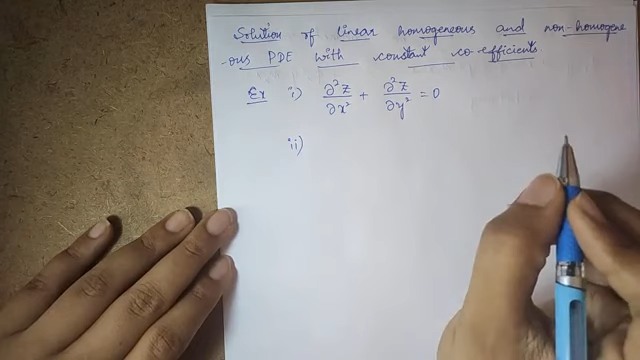 Solution of linear homogeneous and non-homogene
-ous PDE with constant co-efficients
Ex i) ∂²Z/∂x² + ∂²Z/∂y² = 0
ii)